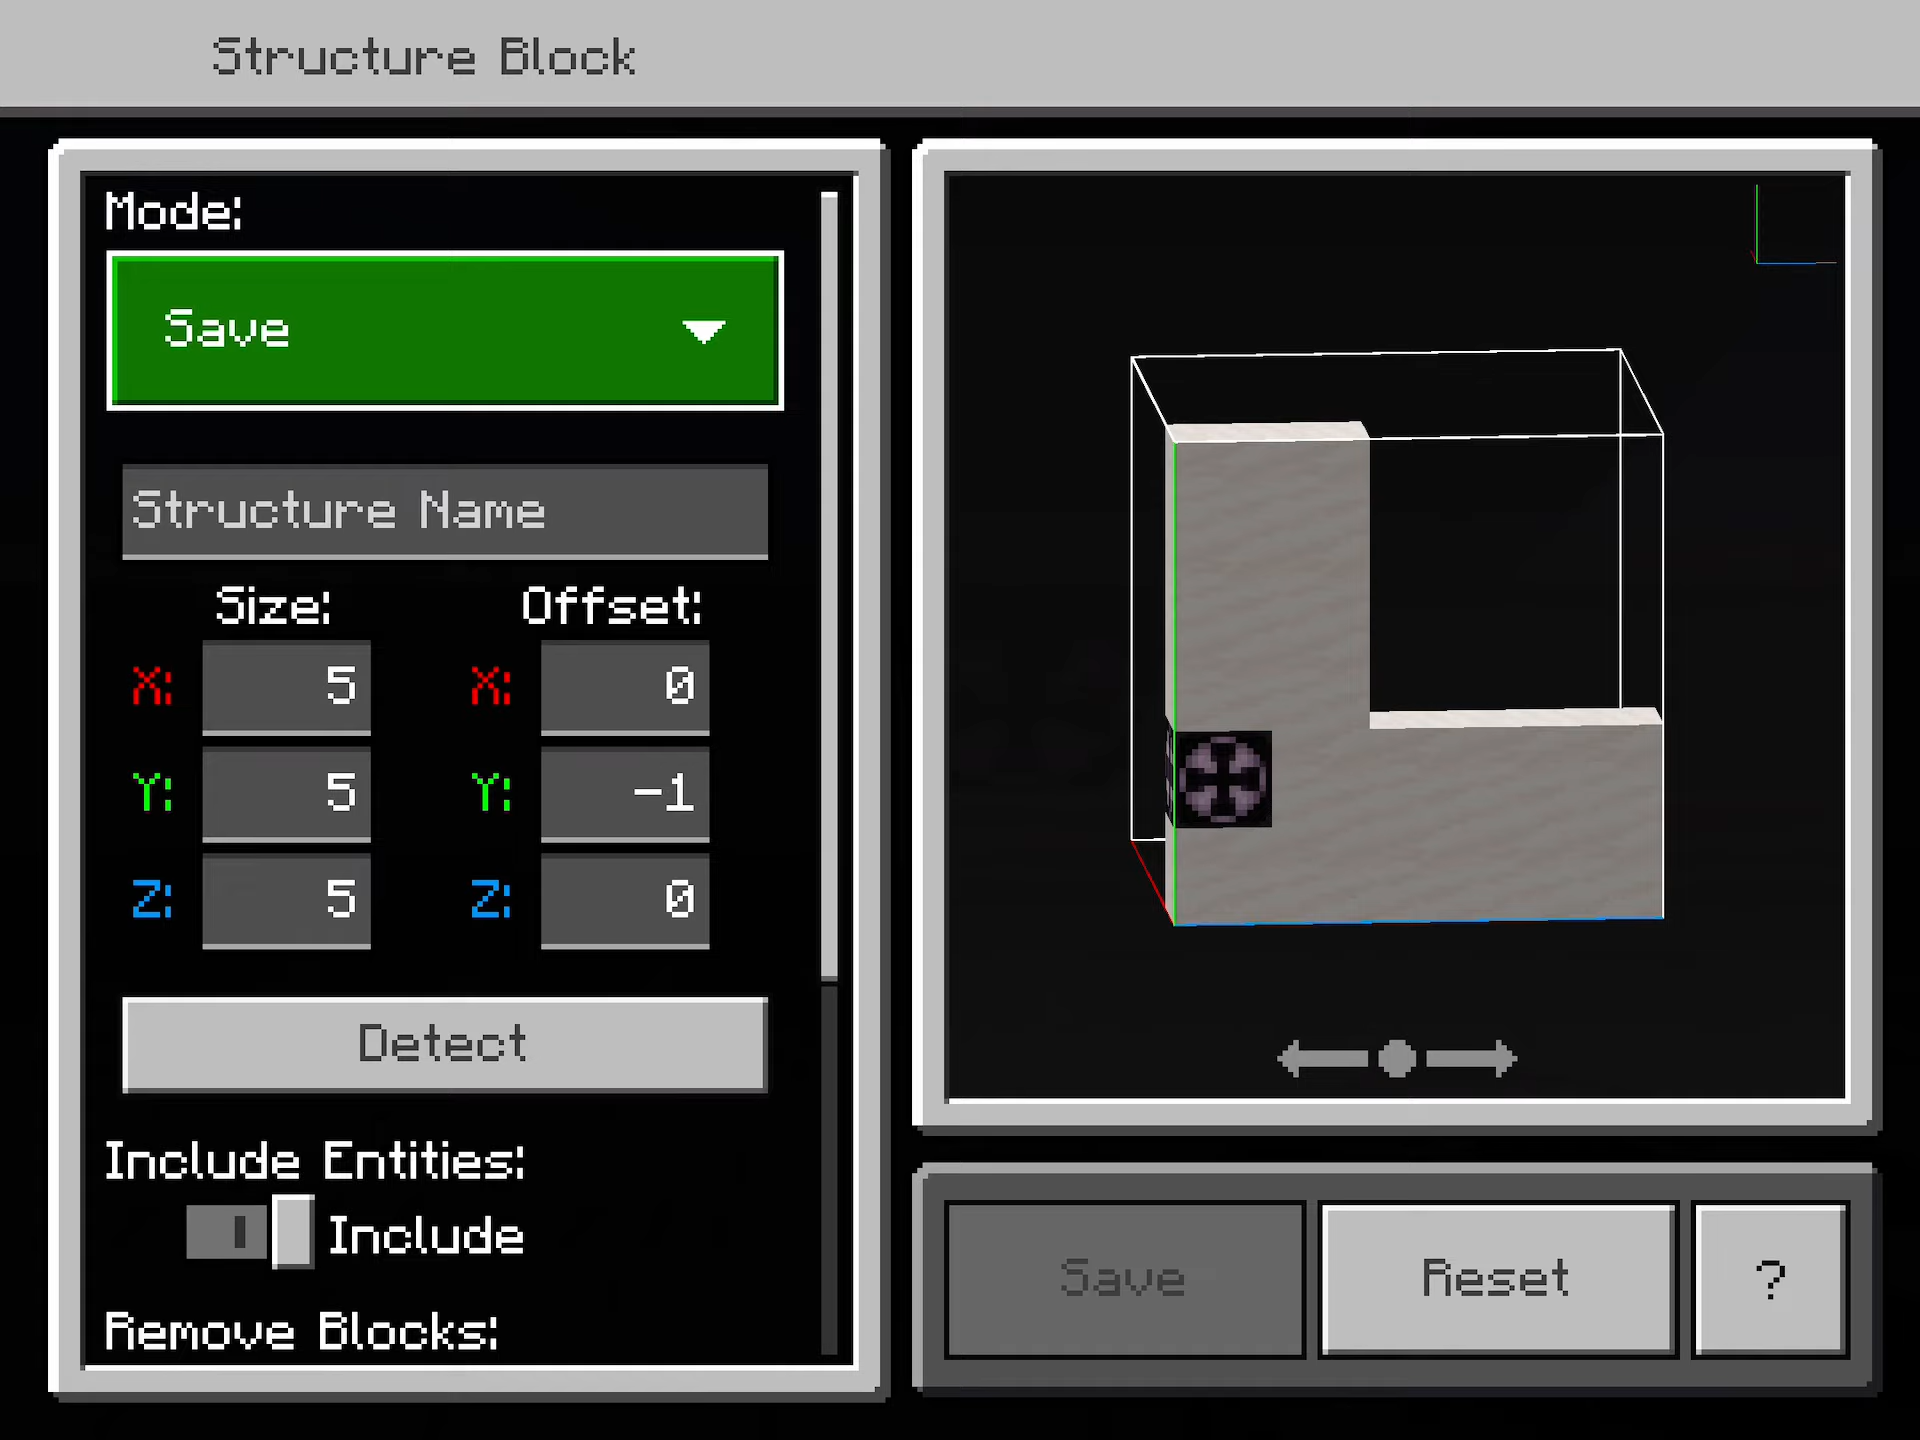 Structure Block
Mode:
Save
Structure Name
Size: Offset:
X: 5 X: 0
Y: 5 Y: -1
Z: 5 Z: 0
Detect
Include Entities:
Include
Remove Blocks:
Save Reset ?